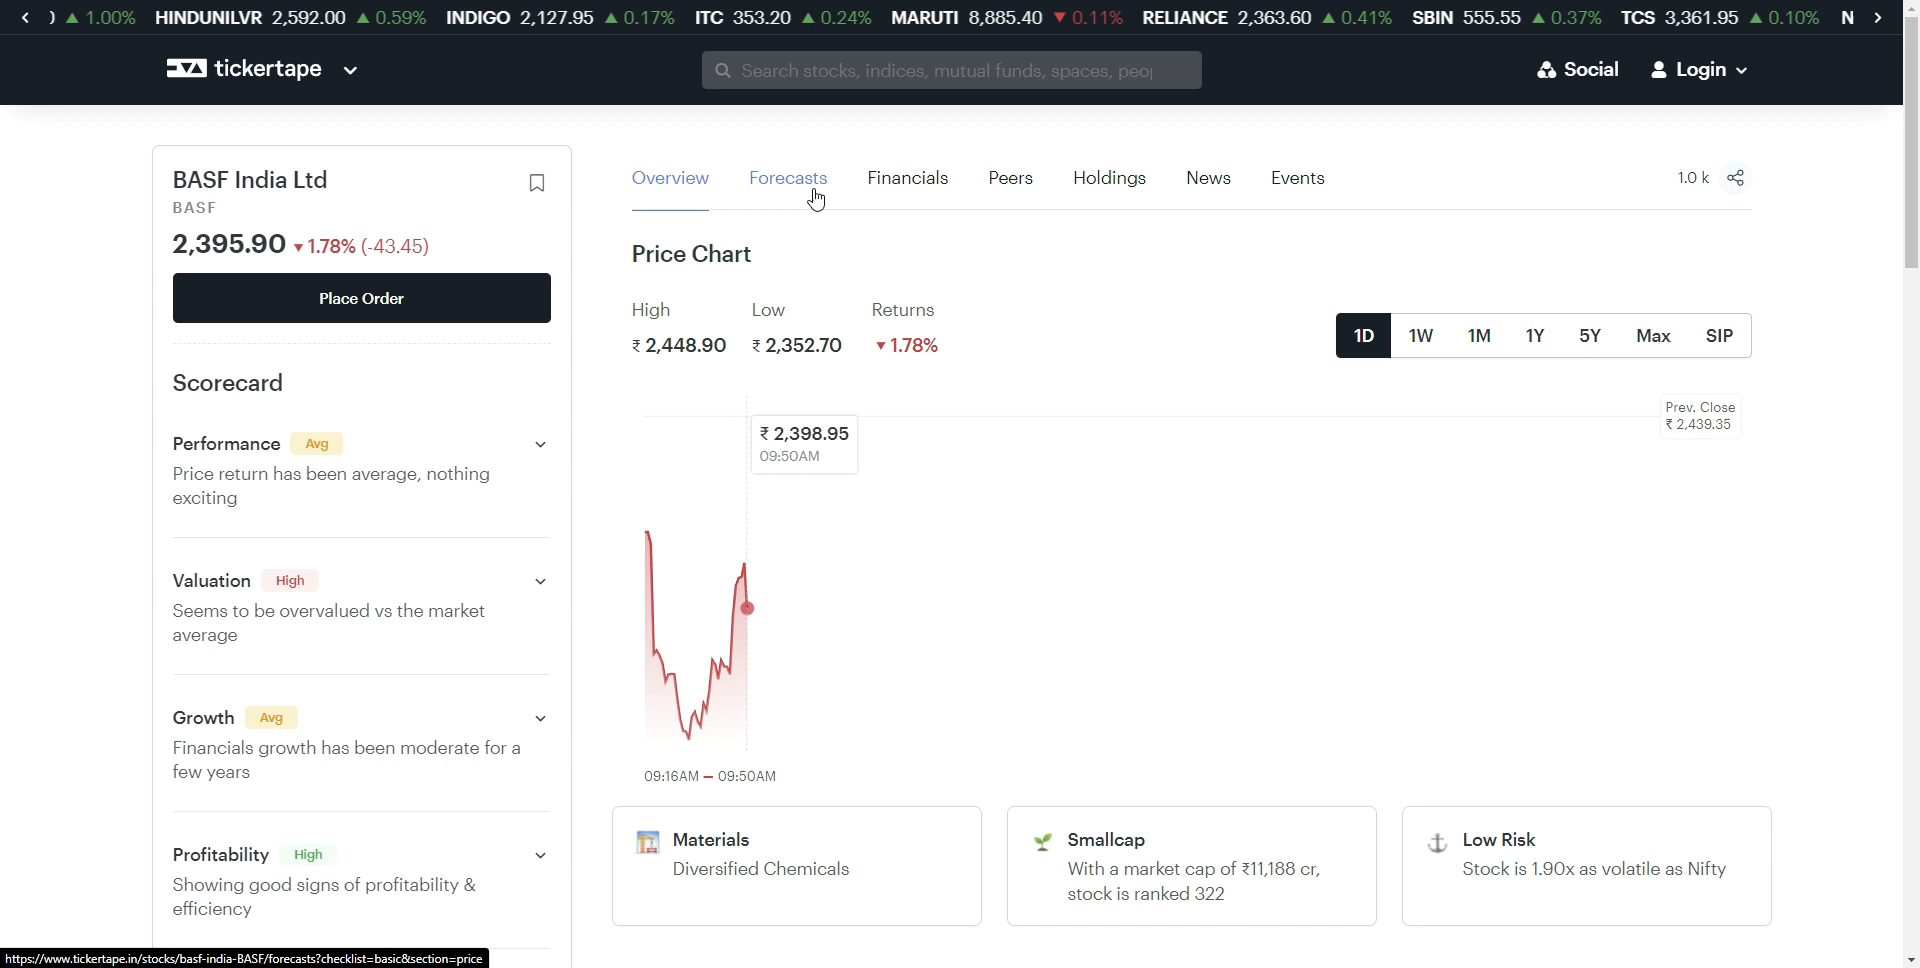 ) ▲ 1.00% HINDUNILVR 2,592.00 ▲ 0.59% INDIGO 2,127.95 ▲ 0.17% ITC 353.20 ▲ 0.24% MARUTI 8,885.40 ▼ 0.11% RELIANCE 2,363.60 ▲ 0.41% SBIN 555.55 ▲ 0.37% TCS 3,361.95 ▲ 0.10% N
tickertape
Search stocks, indices, mutual funds, spaces, peo
Social
Login
BASF India Ltd
BASF
2,395.90 ▼ 1.78% (-43.45)
Place Order
Scorecard
Performance Avg
Price return has been average, nothing
exciting
Valuation High
Seems to be overvalued vs the market
average
Growth Avg
Financials growth has been moderate for a
few years
Profitability High
Showing good signs of profitability &
efficiency
Overview Forecasts Financials Peers Holdings News Events
1.0 k
Price Chart
High Low Returns
₹ 2,448.90 ₹ 2,352.70 ▼ 1.78%
1D 1W 1M 1Y 5Y Max SIP
Prev. Close
₹ 2,439.35
₹ 2,398.95
09:50AM
09:16AM — 09:50AM
Materials
Diversified Chemicals
Smallcap
With a market cap of ₹11,188 cr,
stock is ranked 322
Low Risk
Stock is 1.90x as volatile as Nifty
https://www.tickertape.in/stocks/basf-india-BASF/forecasts?checklist=basic&section=price